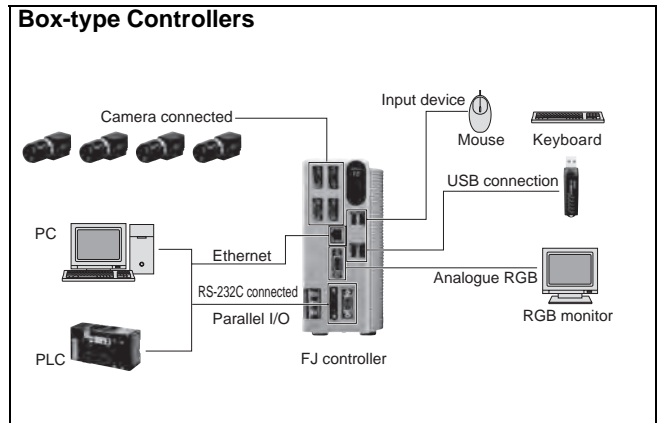 Box-type Controllers
Input device
Camera connected
Mouse
Keyboard
USB connection
PC
Ethernet
Analogue RGB
RS-232C connected
RGB monitor
Parallel I/O
PLC
FJ controller